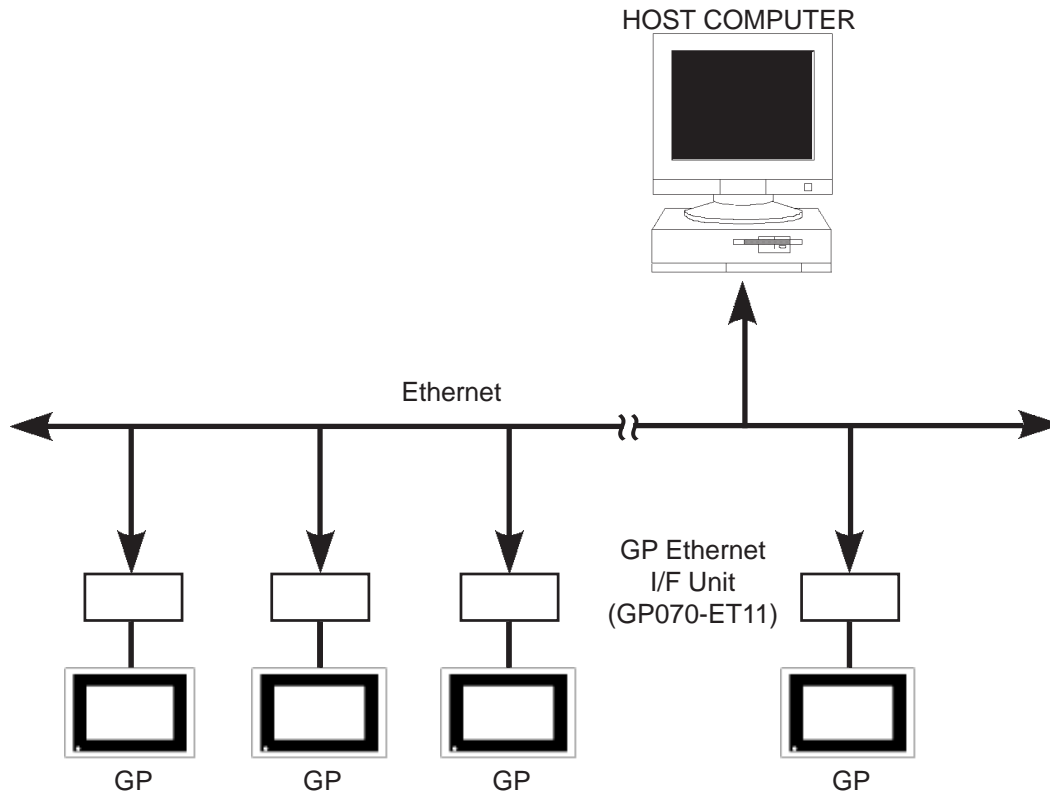 HOST COMPUTER
Ethernet
GP Ethernet
I/F Unit
(GP070-ET11)
GP
GP
GP
GP